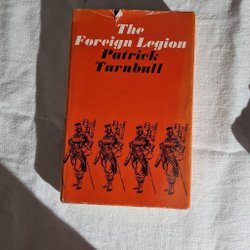 The
Foreign Legion
Patrick
Turnbull